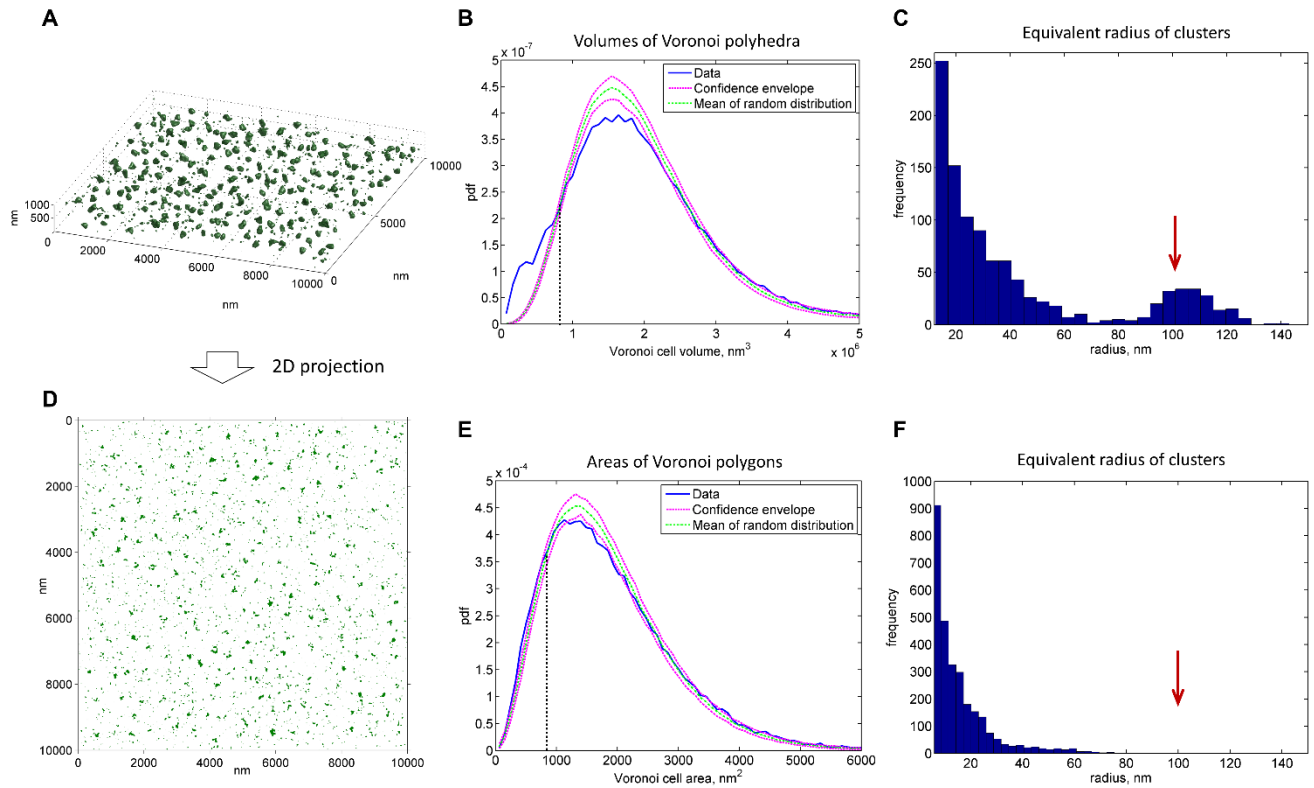 A
nm
1000
500
0
2000
4000
6000
8000
10000
0
5000
10000
nm
nm
2D projection
B
Volumes of Voronoi polyhedra
x 10⁻⁷
5
4.5
4
3.5
3
2.5
2
1.5
1
0.5
0
pdf
Data
Confidence envelope
Mean of random distribution
0
1
2
3
4
5
Voronoi cell volume, nm³
x 10⁶
C
Equivalent radius of clusters
250
200
150
100
50
0
frequency
20
40
60
80
100
120
140
radius, nm
D
0
2000
4000
6000
8000
10000
nm
0
2000
4000
6000
8000
10000
nm
E
Areas of Voronoi polygons
x 10⁻⁴
5
4.5
4
3.5
3
2.5
2
1.5
1
0.5
0
pdf
Data
Confidence envelope
Mean of random distribution
0
1000
2000
3000
4000
5000
6000
Voronoi cell area, nm²
F
Equivalent radius of clusters
1000
900
800
700
600
500
400
300
200
100
0
frequency
20
40
60
80
100
120
140
radius, nm